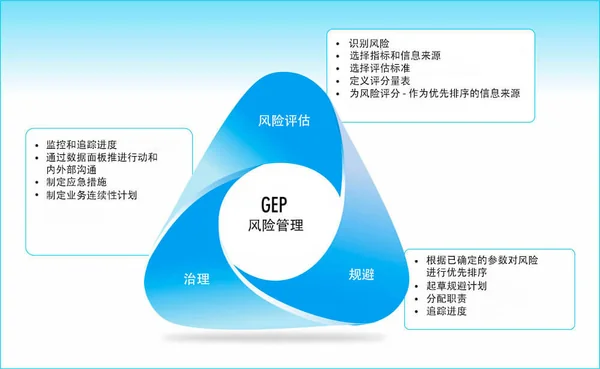 • 识别风险
• 选择指标和信息来源
• 选择评估标准
• 定义评分量表
• 为风险评分 - 作为优先排序的信息来源
风险评估
• 监控和追踪进度
• 通过数据面板推进行动和
内外部沟通
• 制定应急措施
• 制定业务连续性计划
GEP
风险管理
治理
规避
• 根据已确定的参数对风险
进行优先排序
• 起草规避计划
• 分配职责
• 追踪进度